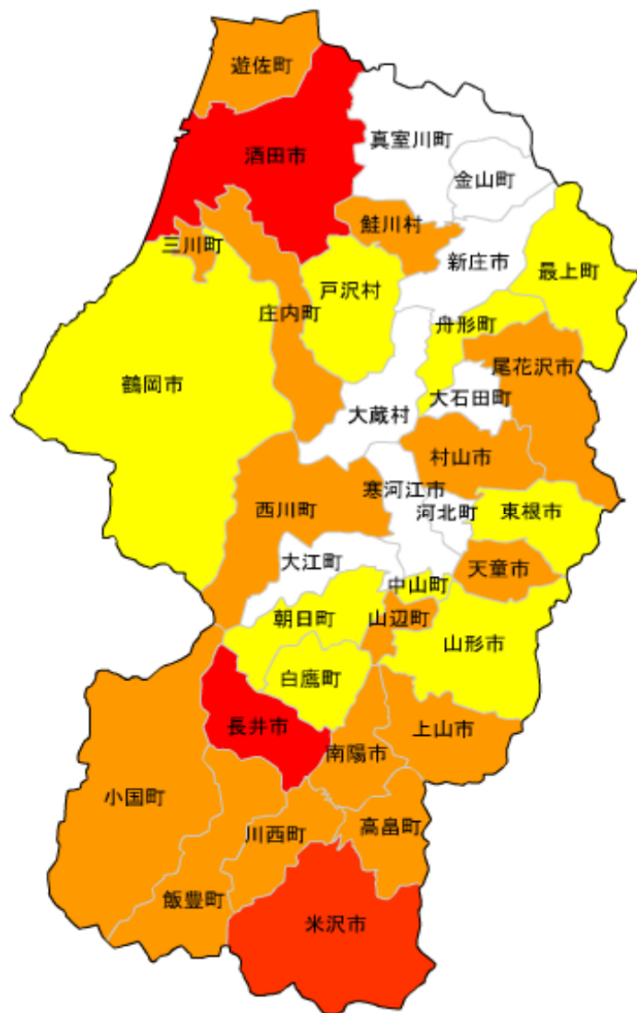 遊佐町
酒田市
真室川町
金山町
鮭川村
三川町
新庄市
最上町
戸沢村
庄内町
舟形町
尾花沢市
鶴岡市
大石田町
大蔵村
村山市
寒河江市
西川町
河北町
東根市
大江町
天童市
中山町
朝日町
山辺町
山形市
白鷹町
長井市
上山市
南陽市
小国町
高畠町
川西町
飯豊町
米沢市